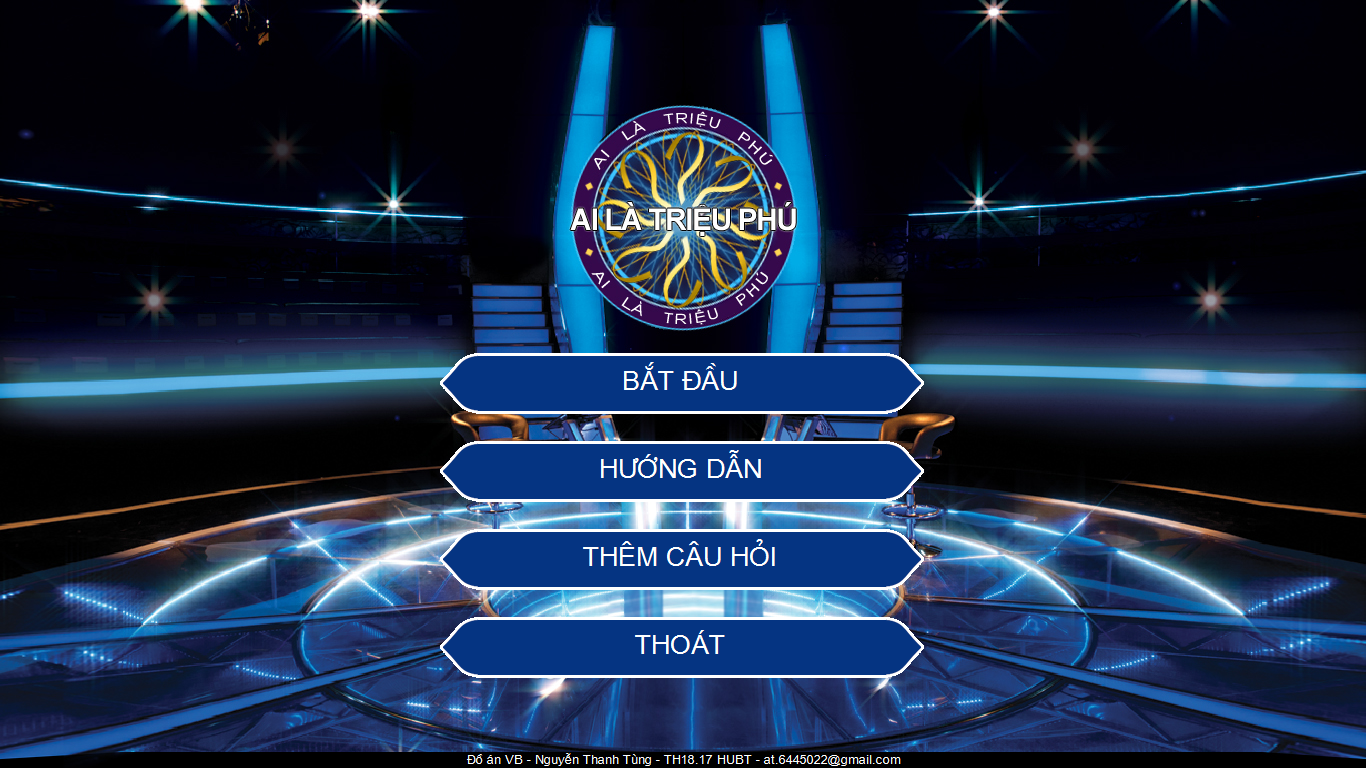 AI LÀ TRIỆU PHÚ
AI LÀ TRIỆU PHÚ
AI LÀ TRIỆU PHÚ
BẮT ĐẦU
HƯỚNG DẪN
THÊM CÂU HỎI
THOÁT
Đồ án VB - Nguyễn Thanh Tùng - TH18.17 HUBT - at.6445022@gmail.com